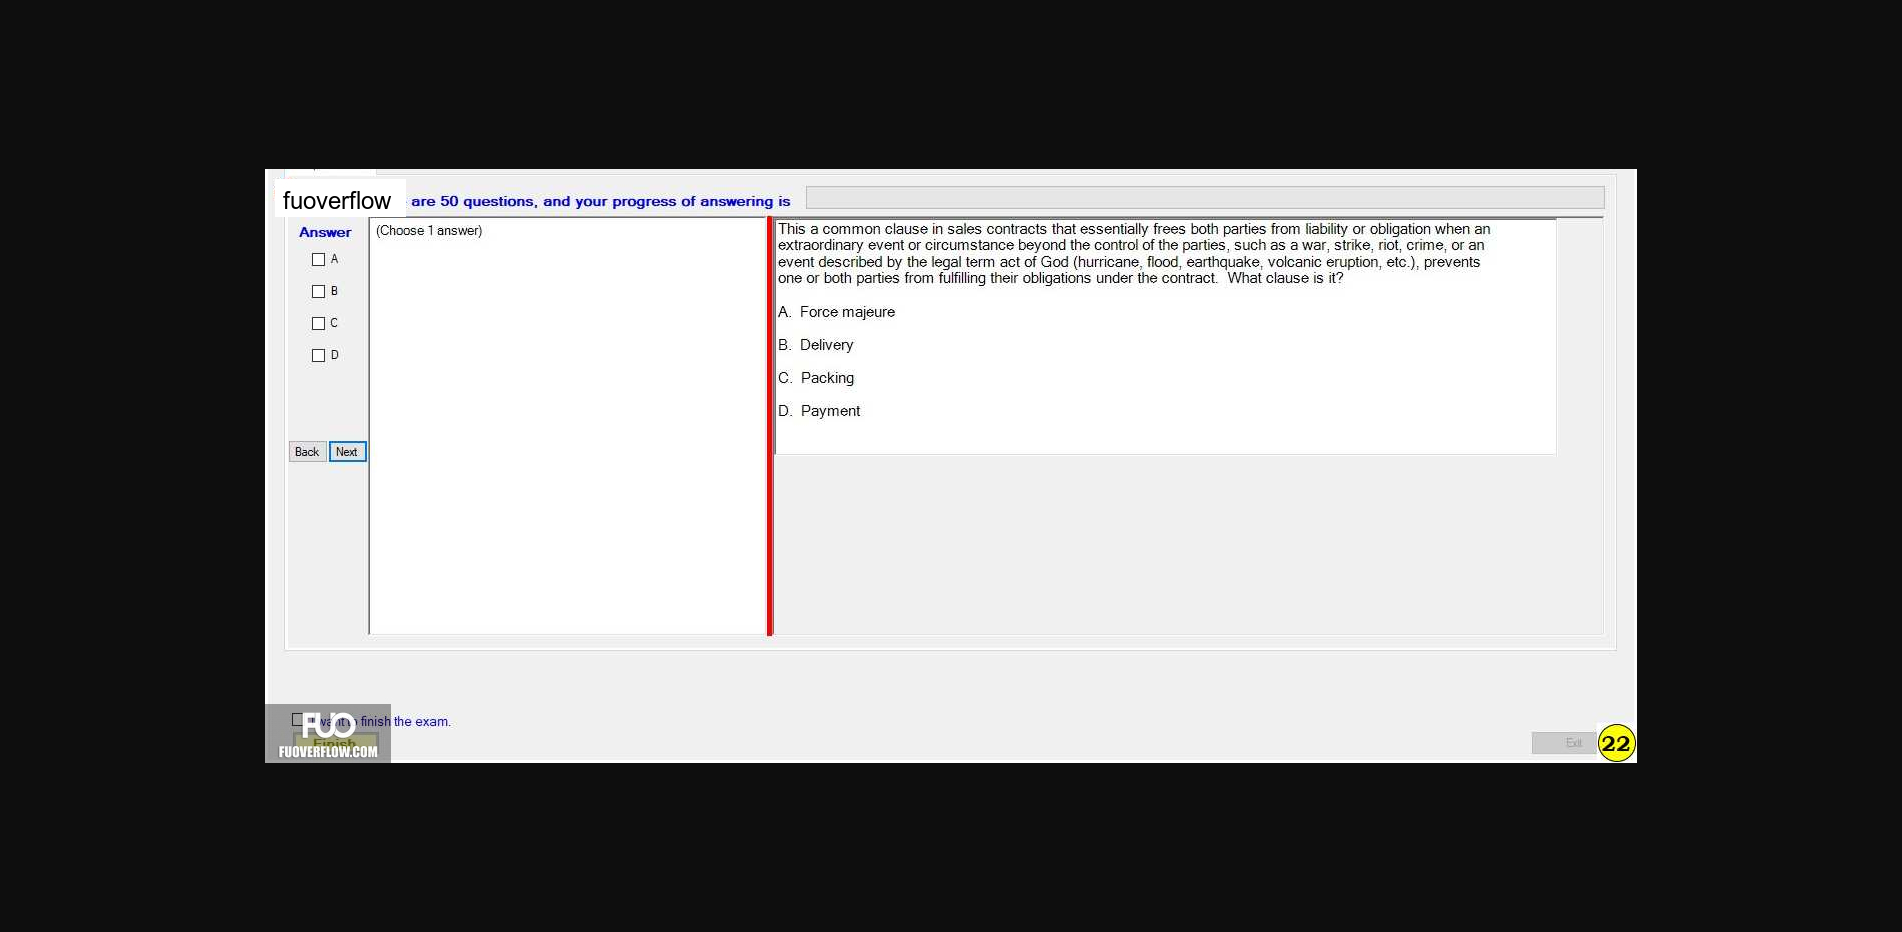 fuoverflow are 50 questions, and your progress of answering is
Answer
A
B
C
D
Back Next
(Choose 1 answer)
This a common clause in sales contracts that essentially frees both parties from liability or obligation when an
extraordinary event or circumstance beyond the control of the parties, such as a war, strike, riot, crime, or an
event described by the legal term act of God (hurricane, flood, earthquake, volcanic eruption, etc.), prevents
one or both parties from fulfilling their obligations under the contract.  What clause is it?
A.  Force majeure
B.  Delivery
C.  Packing
D.  Payment
I want to finish the exam.
Finish
FUO
FUOVERFLOW.COM
Exit
22